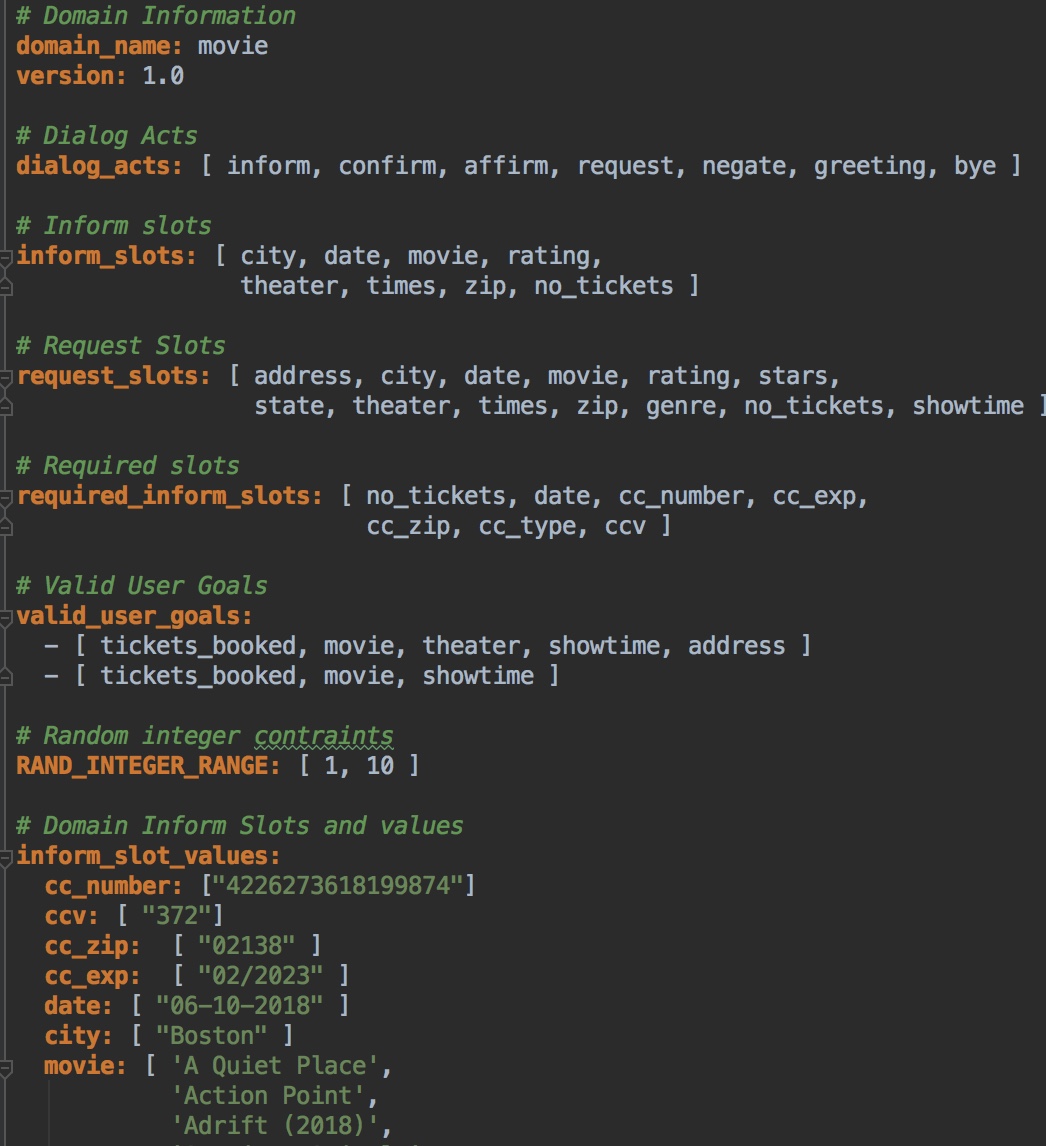 # Domain Information
domain_name: movie
version: 1.0
# Dialog Acts
dialog_acts: [ inform, confirm, affirm, request, negate, greeting, bye ]
# Inform slots
inform_slots: [ city, date, movie, rating,
theater, times, zip, no_tickets ]
# Request Slots
request_slots: [ address, city, date, movie, rating, stars,
state, theater, times, zip, genre, no_tickets, showtime ]
# Required slots
required_inform_slots: [ no_tickets, date, cc_number, cc_exp,
cc_zip, cc_type, ccv ]
# Valid User Goals
valid_user_goals:
- [ tickets_booked, movie, theater, showtime, address ]
- [ tickets_booked, movie, showtime ]
# Random integer contraints
RAND_INTEGER_RANGE: [ 1, 10 ]
# Domain Inform Slots and values
inform_slot_values:
cc_number: ["4226273618199874"]
ccv: [ "372"]
cc_zip:  [ "02138" ]
cc_exp:  [ "02/2023" ]
date: [ "06-10-2018" ]
city: [ "Boston" ]
movie: [ 'A Quiet Place',
'Action Point',
'Adrift (2018)',